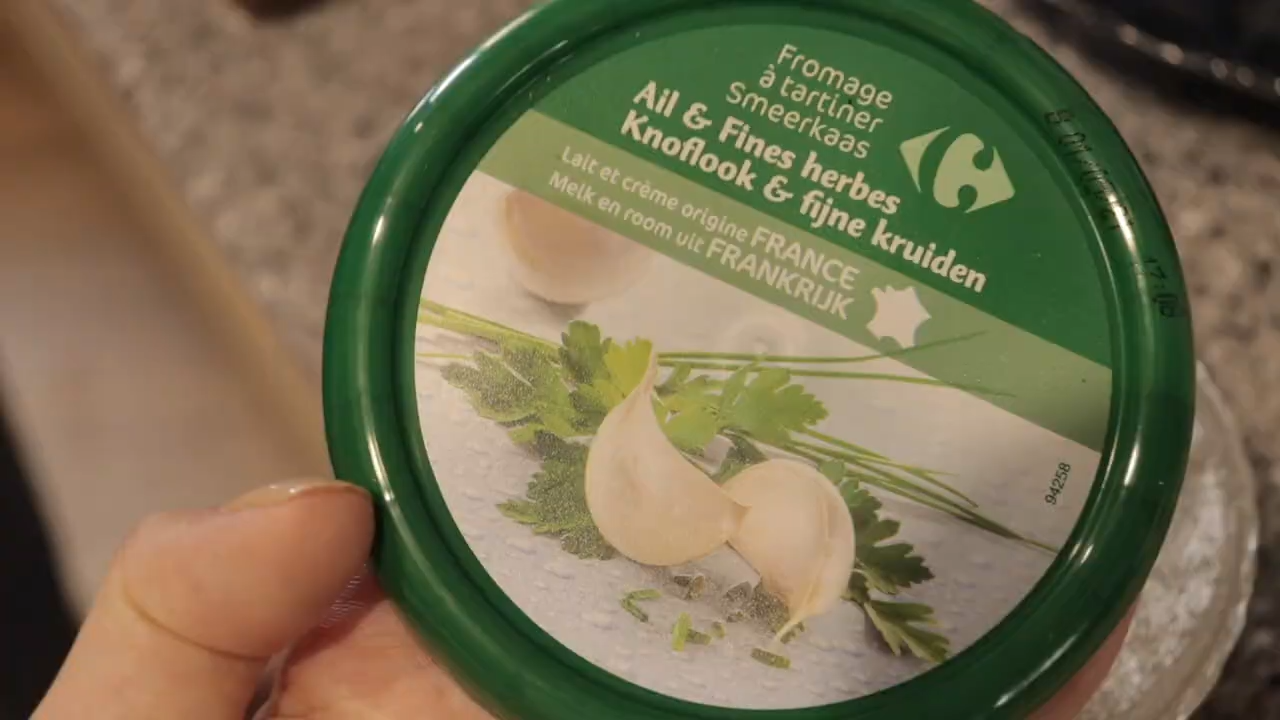 Fromage
à tartiner
Smeerkaas
Ail & Fines herbes
Knoflook & fijne kruiden
Lait et crème origine FRANCE
Melk en room uit FRANKRIJK
94258